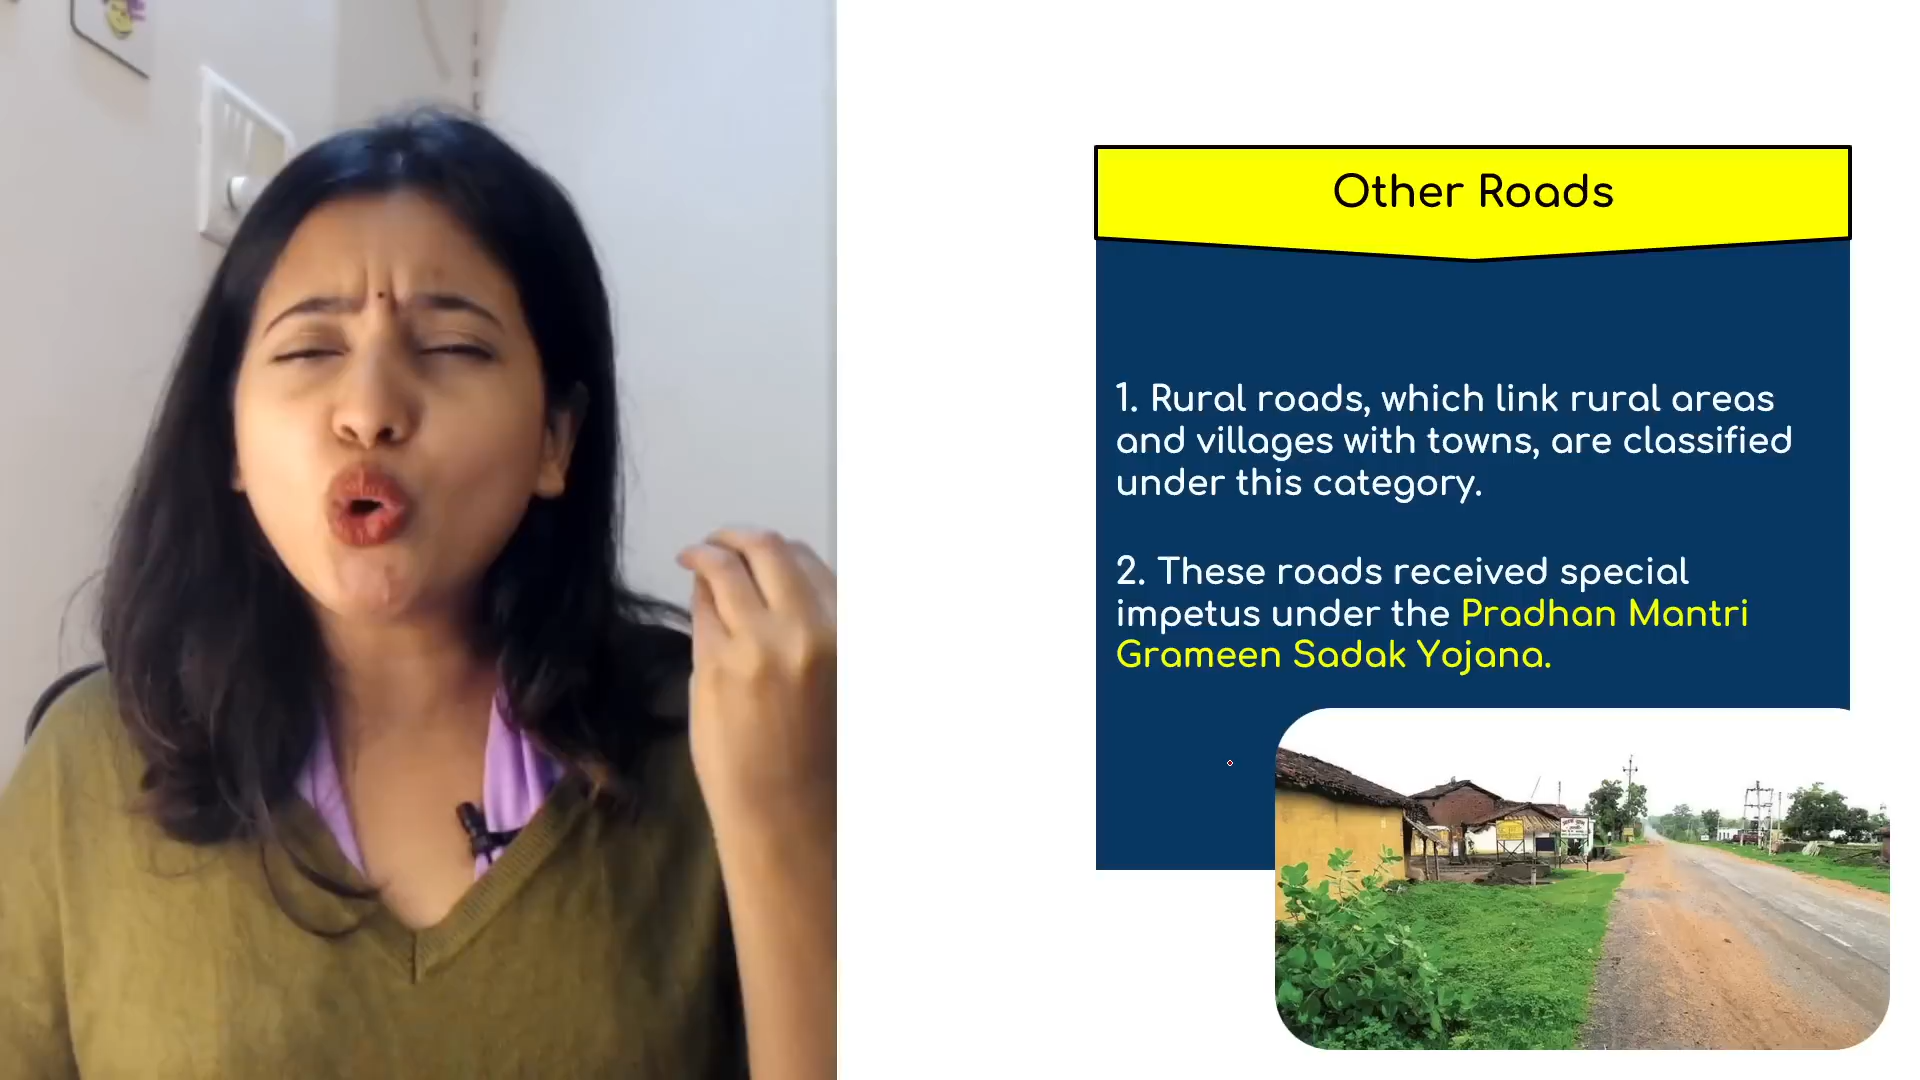 Other Roads
1. Rural roads, which link rural areas
and villages with towns, are classified
under this category.
2. These roads received special
impetus under the Pradhan Mantri
Grameen Sadak Yojana.